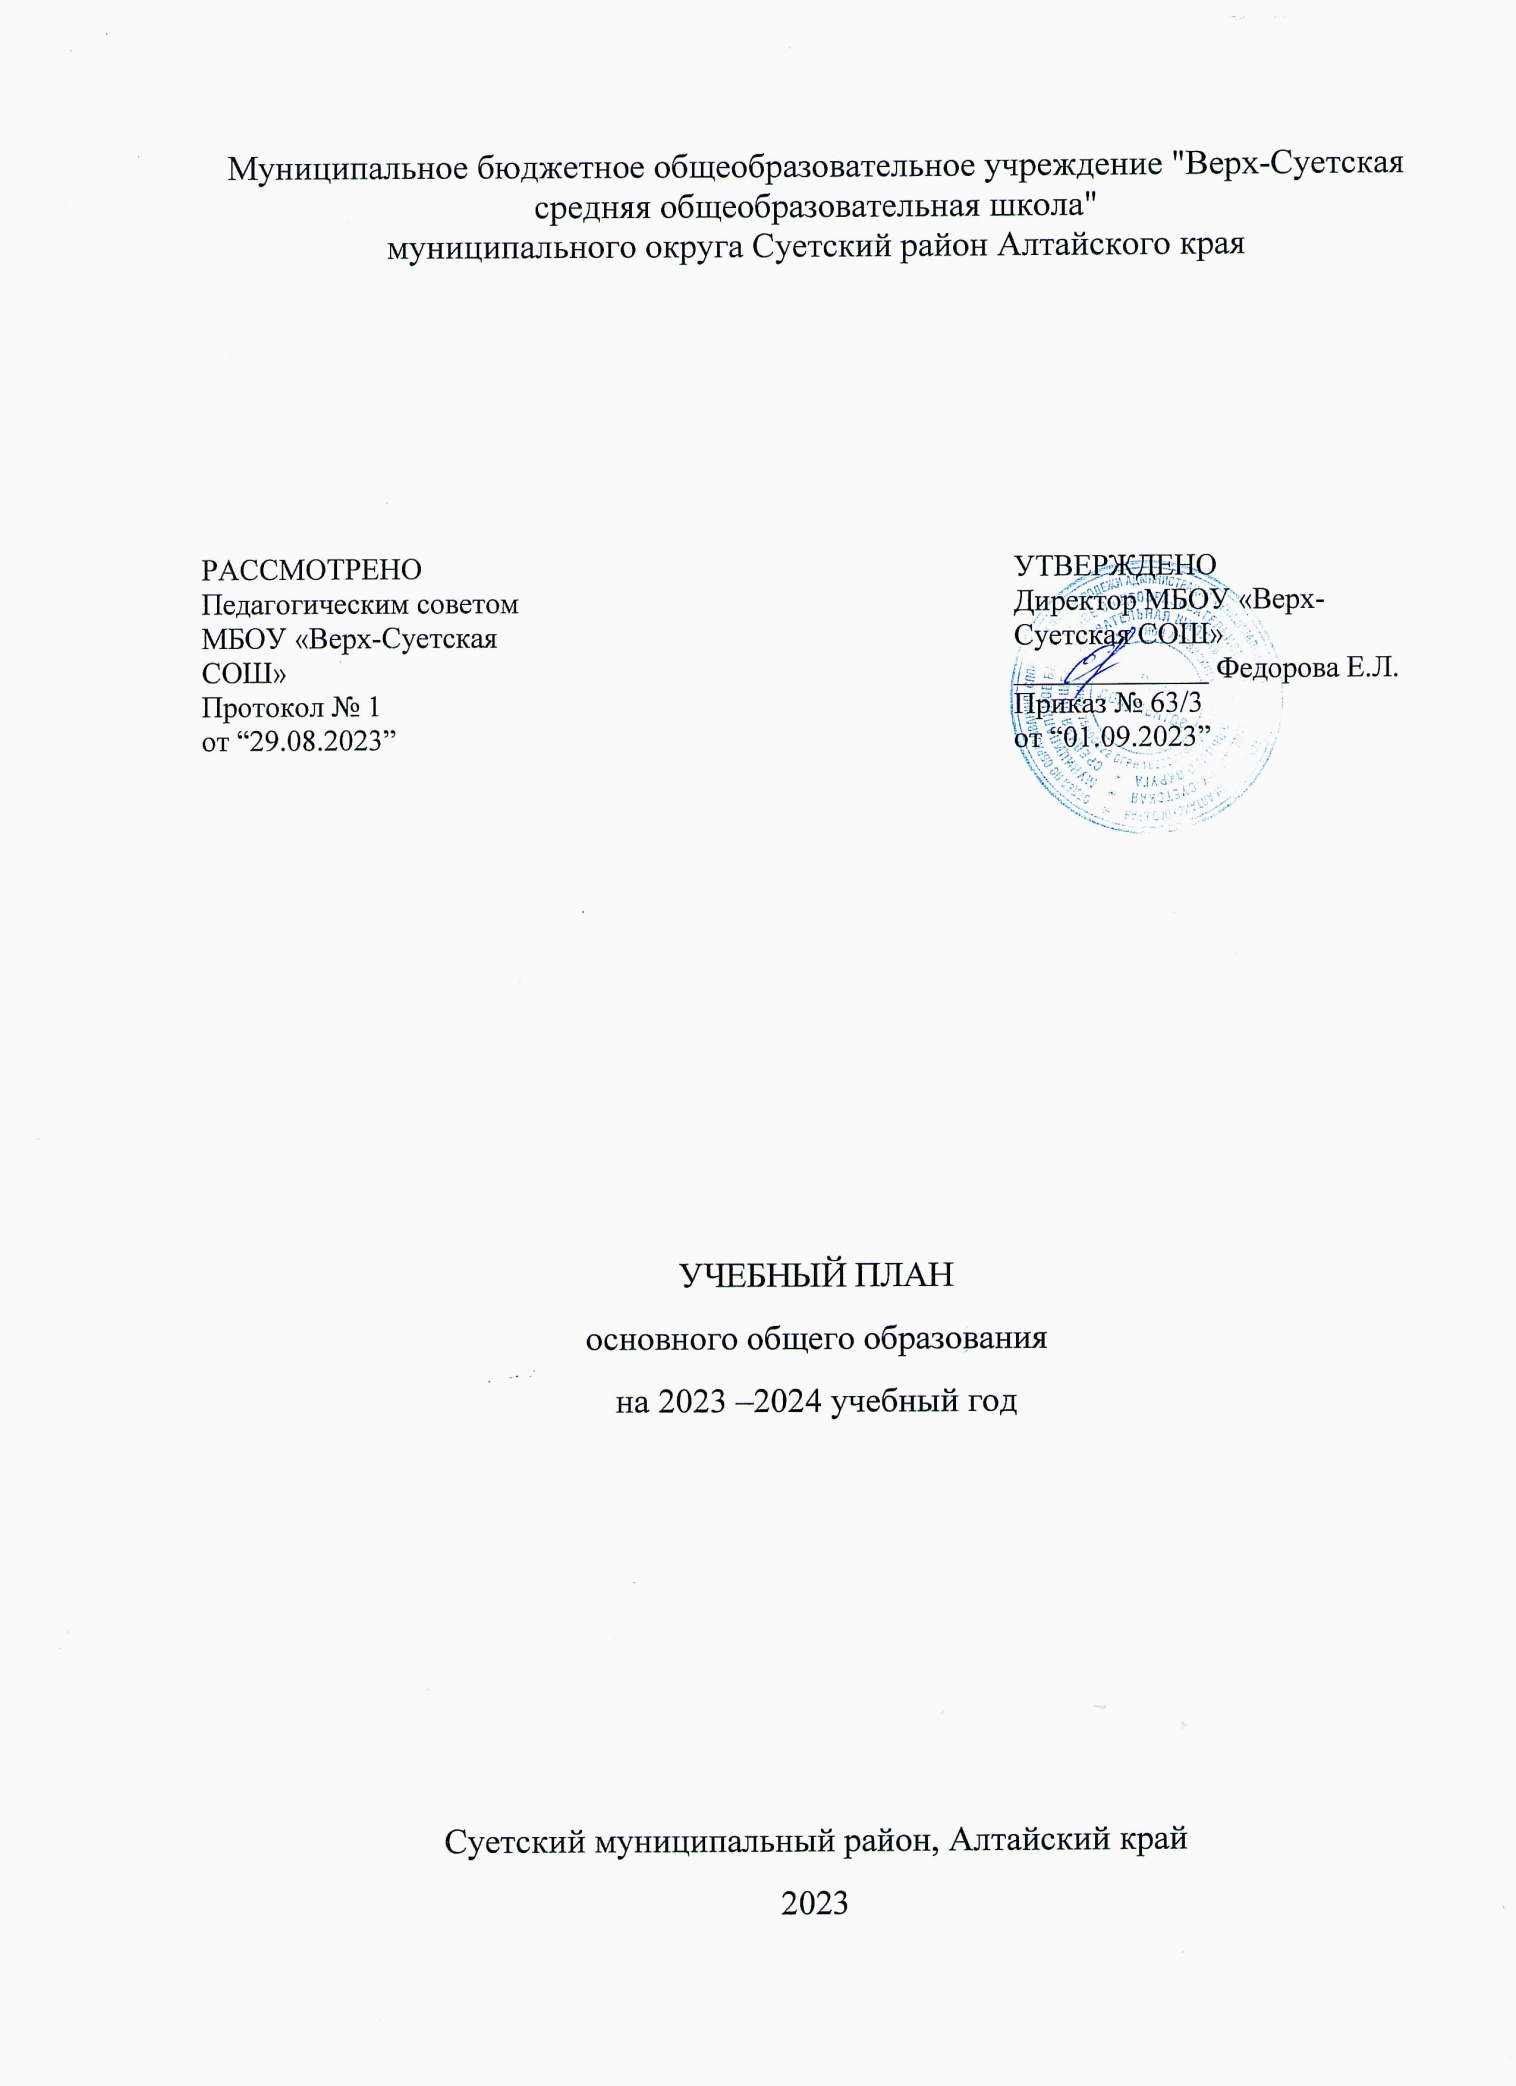 Муниципальное бюджетное общеобразовательное учреждение "Верх-Суетская
средняя общеобразовательная школа"
муниципального округа Суетский район Алтайского края
РАССМОТРЕНО
Педагогическим советом
МБОУ «Верх-Суетская
СОШ»
Протокол № 1
от “29.08.2023”
УТВЕРЖДЕНО
Директор МБОУ «Верх-
Суетская СОШ»
______________ Федорова Е.Л.
Приказ № 63/3
от “01.09.2023”
УЧЕБНЫЙ ПЛАН
основного общего образования
на 2023 –2024 учебный год
Суетский муниципальный район, Алтайский край
2023